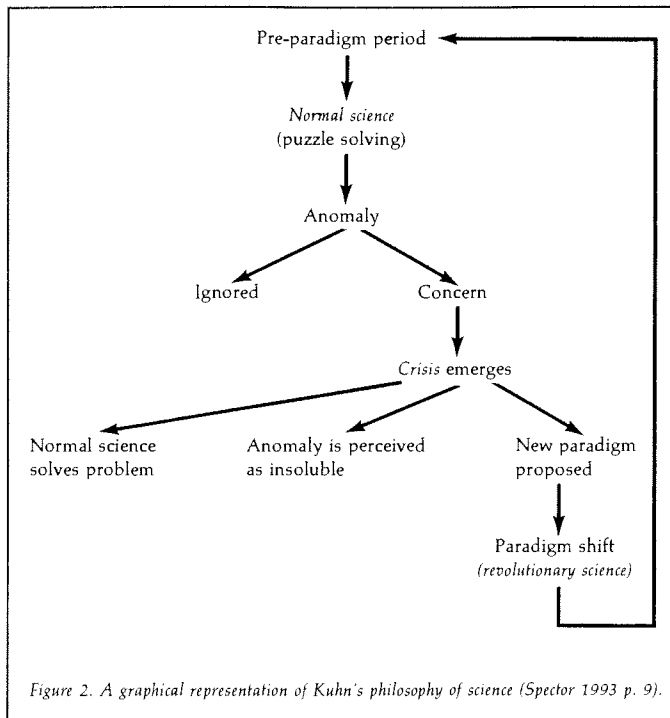 Pre-paradigm period
Normal science
(puzzle solving)
Anomaly
Ignored
Concern
Crisis emerges
Normal science
solves problem
Anomaly is perceived
as insoluble
New paradigm
proposed
Paradigm shift
(revolutionary science)
Figure 2. A graphical representation of Kuhn's philosophy of science (Spector 1993 p. 9).